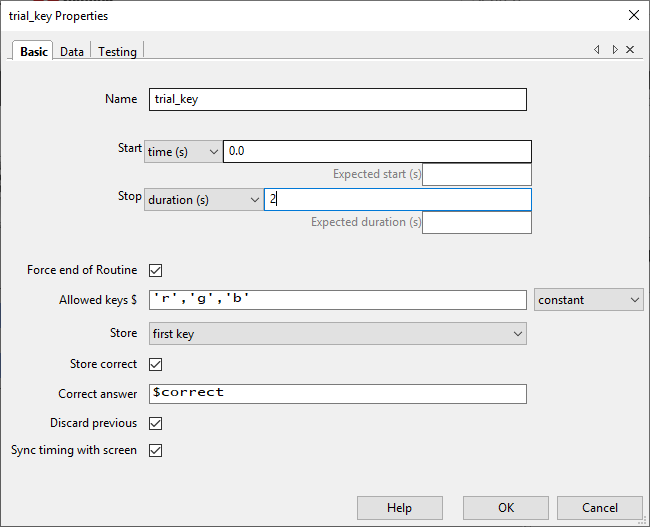 trial_key Properties
Basic Data Testing
Name trial_key
Start time (s) 0.0
Expected start (s)
Stop duration (s) 2
Expected duration (s)
Force end of Routine
Allowed keys $ 'r','g','b' constant
Store first key
Store correct
Correct answer $correct
Discard previous
Sync timing with screen
Help OK Cancel